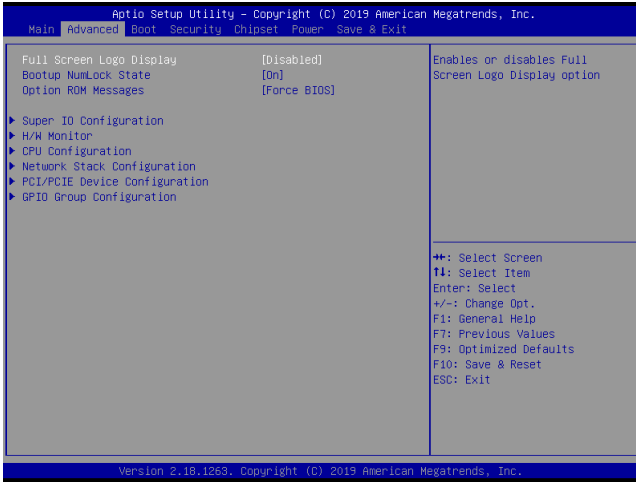 Aptio Setup Utility – Copyright (C) 2019 American Megatrends, Inc.
Main Advanced Boot Security Chipset Power Save & Exit
Full Screen Logo Display [Disabled]
Bootup NumLock State [On]
Option ROM Messages [Force BIOS]
▶ Super IO Configuration
▶ H/W Monitor
▶ CPU Configuration
▶ Network Stack Configuration
▶ PCI/PCIE Device Configuration
▶ GPIO Group Configuration
Enables or disables Full
Screen Logo Display option
→←: Select Screen
↑↓: Select Item
Enter: Select
+/-: Change Opt.
F1: General Help
F7: Previous Values
F9: Optimized Defaults
F10: Save & Reset
ESC: Exit
Version 2.18.1263. Copyright (C) 2019 American Megatrends, Inc.